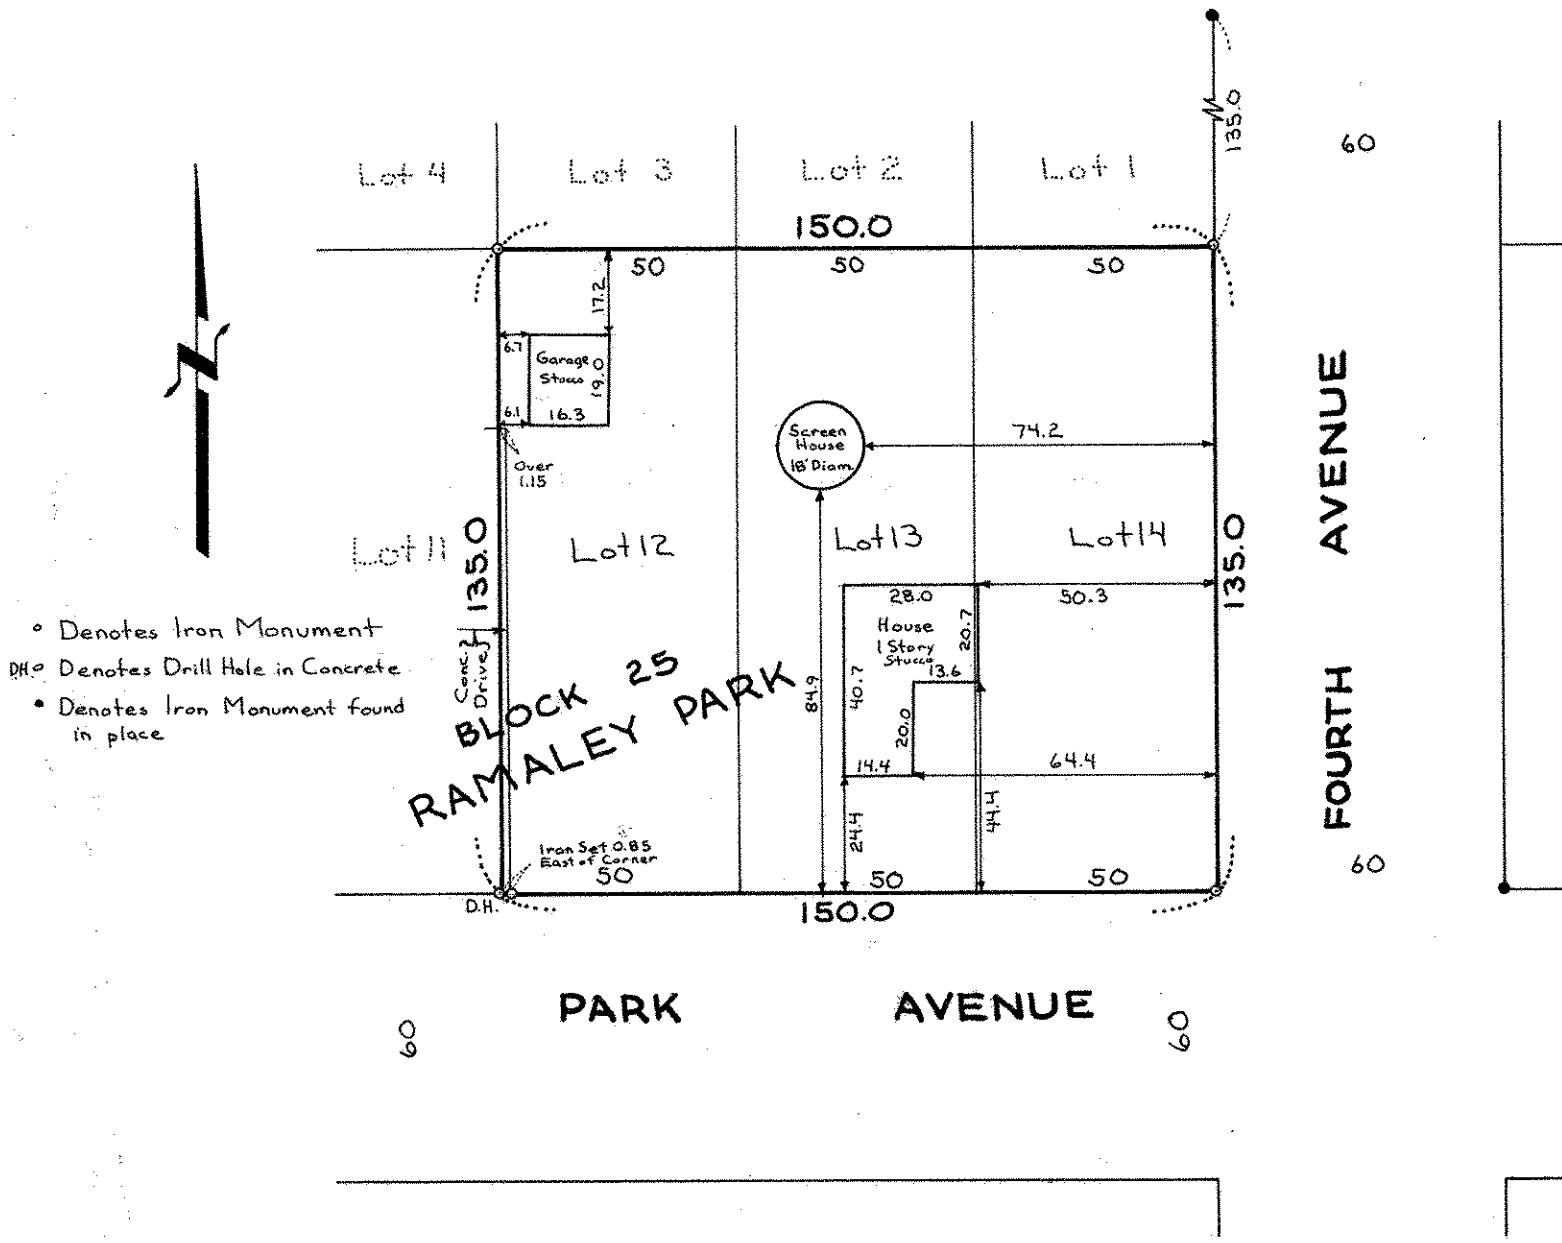 135.0
60
Lot 4
Lot 3
Lot 2
Lot 1
150.0
50
50
50
17.2
6.7
Garage
Stucco
19.0
6.1
16.3
Over
1.15
Screen
House
18' Diam.
74.2
AVENUE
FOURTH
135.0
Lot 11
Lot 12
Lot 13
Lot 14
135.0
28.0
50.3
House
1 Story
Stucco
20.7
13.6
40.7
20.0
14.4
64.4
84.9
24.4
44.4
° Denotes Iron Monument
DH.° Denotes Drill Hole in Concrete
• Denotes Iron Monument found
in place
Conc.
Drive
BLOCK 25
RAMALEY PARK
Iron Set 0.85
East of Corner
50
50
50
60
D.H.
150.0
PARK AVENUE
60
60